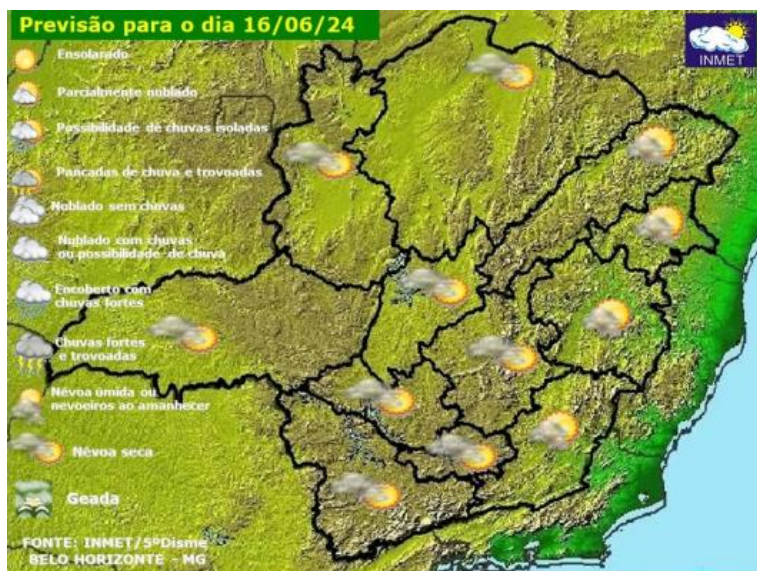 Previsão para o dia 16/06/24
INMET
Ensolarado
Parcialmente nublado
Possibilidade de chuvas isoladas
Pancadas de chuva e trovoadas
Nublado sem chuvas
Nublado com chuvas
ou possibilidade de chuva
Encoberto com
chuvas fortes
Chuvas fortes
e trovoadas
Névoa úmida ou
nevoeiros ao amanhecer
Névoa seca
Geada
FONTE: INMET/5ºDisme
BELO HORIZONTE - MG